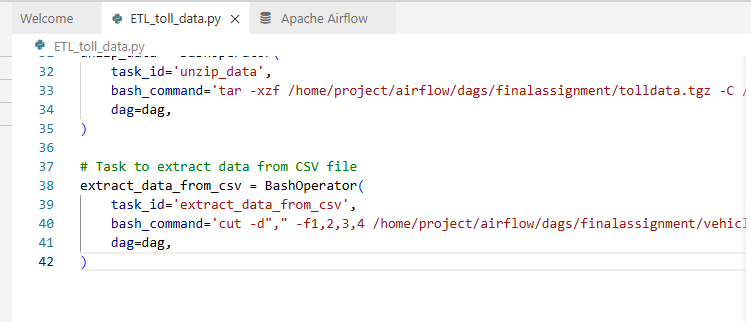 Welcome
ETL_toll_data.py
Apache Airflow
ETL_toll_data.py
31 unzip_data = BashOperator(
32 task_id='unzip_data',
33 bash_command='tar -xzf /home/project/airflow/dags/finalassignment/tolldata.tgz -C /
34 dag=dag,
35 )
36
37 # Task to extract data from CSV file
38 extract_data_from_csv = BashOperator(
39 task_id='extract_data_from_csv',
40 bash_command='cut -d"," -f1,2,3,4 /home/project/airflow/dags/finalassignment/vehicl
41 dag=dag,
42 )